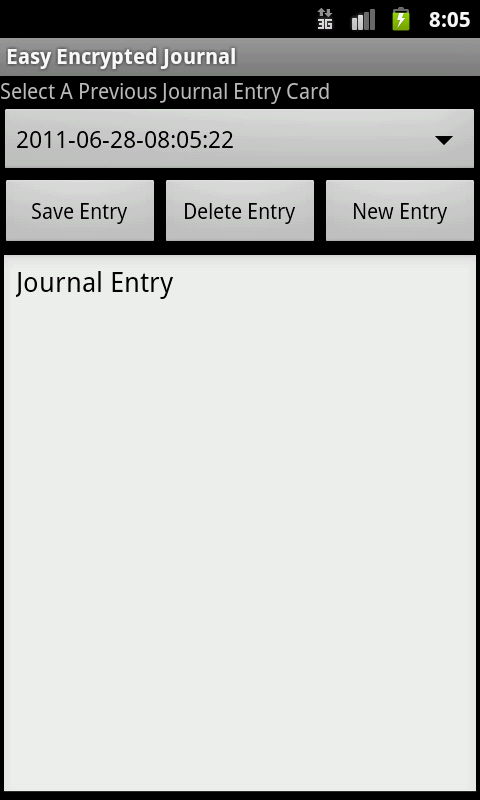 3G 8:05
Easy Encrypted Journal
Select A Previous Journal Entry Card
2011-06-28-08:05:22
Save Entry Delete Entry New Entry
Journal Entry